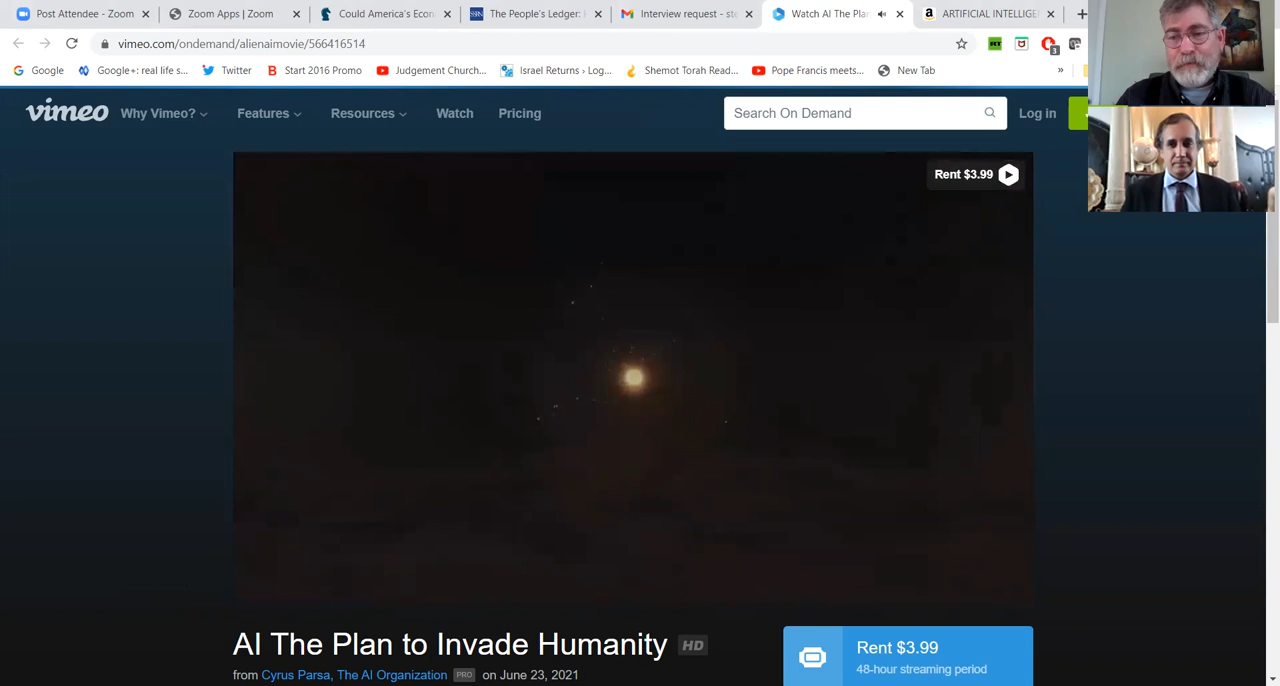 Post Attendee - Zoom
Zoom Apps | Zoom
Could America's Econ
The People's Ledger:
Interview request - ste
Watch AI The Plan
ARTIFICIAL INTELLIGE
vimeo.com/ondemand/alienaimovie/566416514
RT
3
Google
Google+: real life s...
Twitter
B Start 2016 Promo
Judgement Church...
Israel Returns › Log...
Shemot Torah Read...
Pope Francis meets...
New Tab
»
vimeo
Why Vimeo?
Features
Resources
Watch
Pricing
Search On Demand
Log in
Rent $3.99
AI The Plan to Invade Humanity HD
from Cyrus Parsa, The AI Organization PRO on June 23, 2021
Rent $3.99
48-hour streaming period